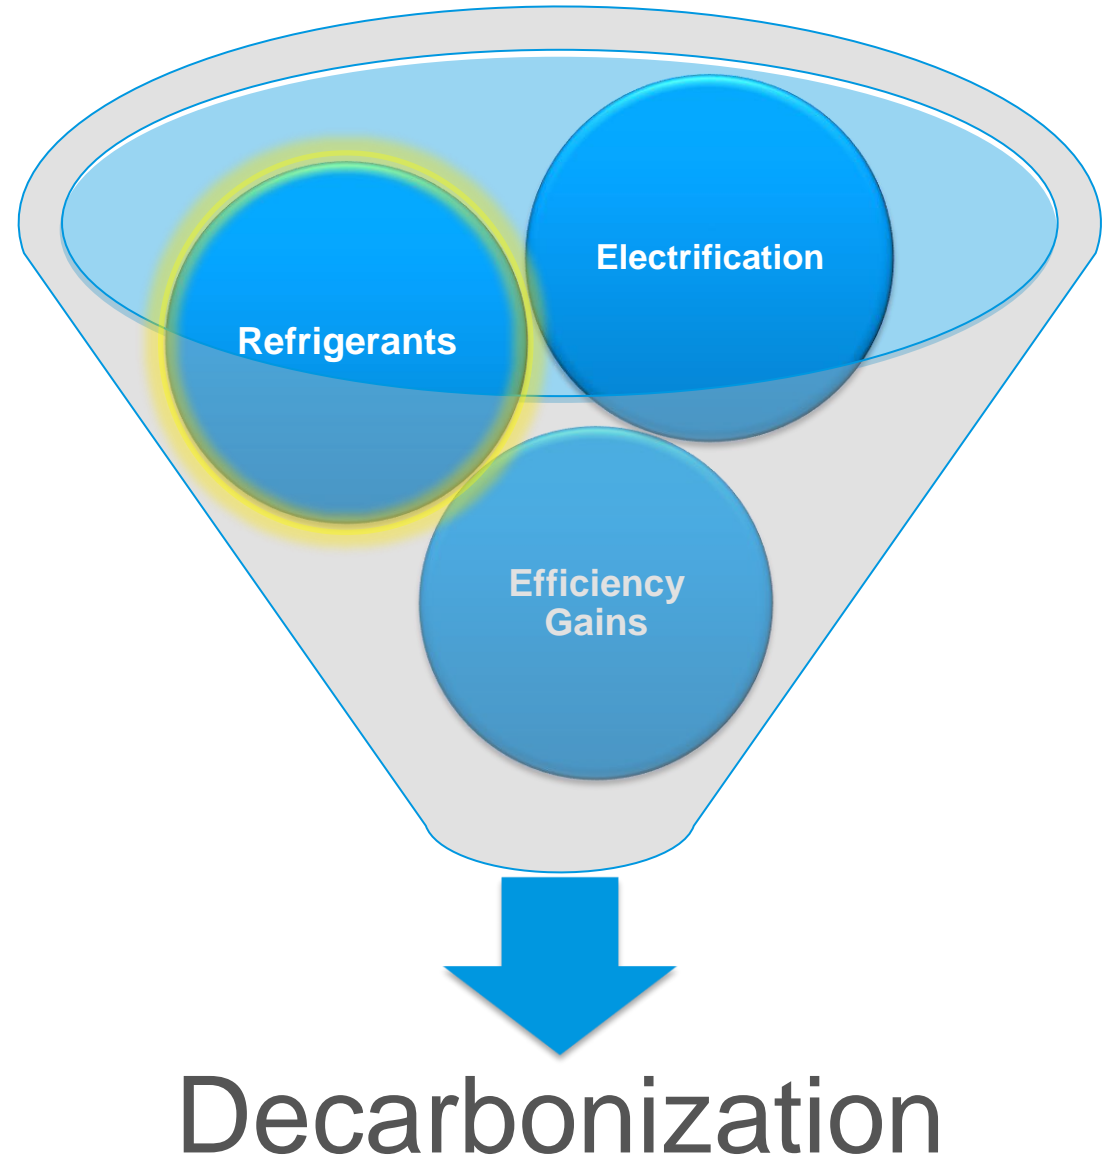 Electrification
Refrigerants
Efficiency
Gains
Decarbonization